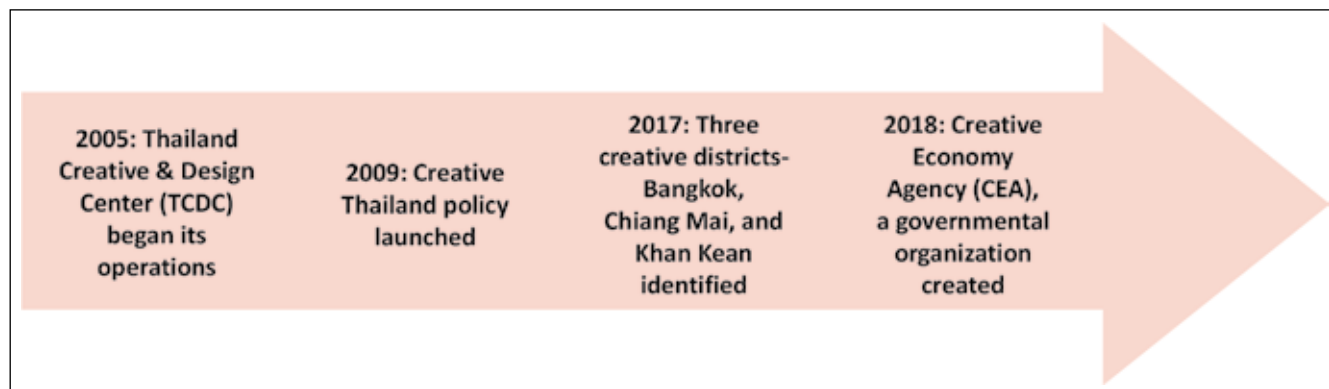 2005: Thailand
Creative & Design
Center (TCDC)
began its
operations
2009: Creative
Thailand policy
launched
2017: Three
creative districts-
Bangkok,
Chiang Mai, and
Khan Kean
identified
2018: Creative
Economy
Agency (CEA),
a governmental
organization
created